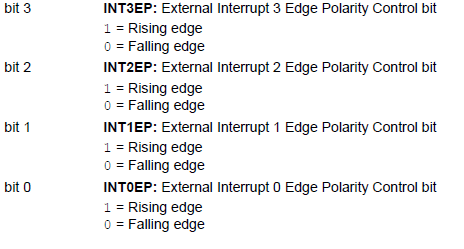 bit 3 INT3EP: External Interrupt 3 Edge Polarity Control bit
1 = Rising edge
0 = Falling edge
bit 2 INT2EP: External Interrupt 2 Edge Polarity Control bit
1 = Rising edge
0 = Falling edge
bit 1 INT1EP: External Interrupt 1 Edge Polarity Control bit
1 = Rising edge
0 = Falling edge
bit 0 INT0EP: External Interrupt 0 Edge Polarity Control bit
1 = Rising edge
0 = Falling edge